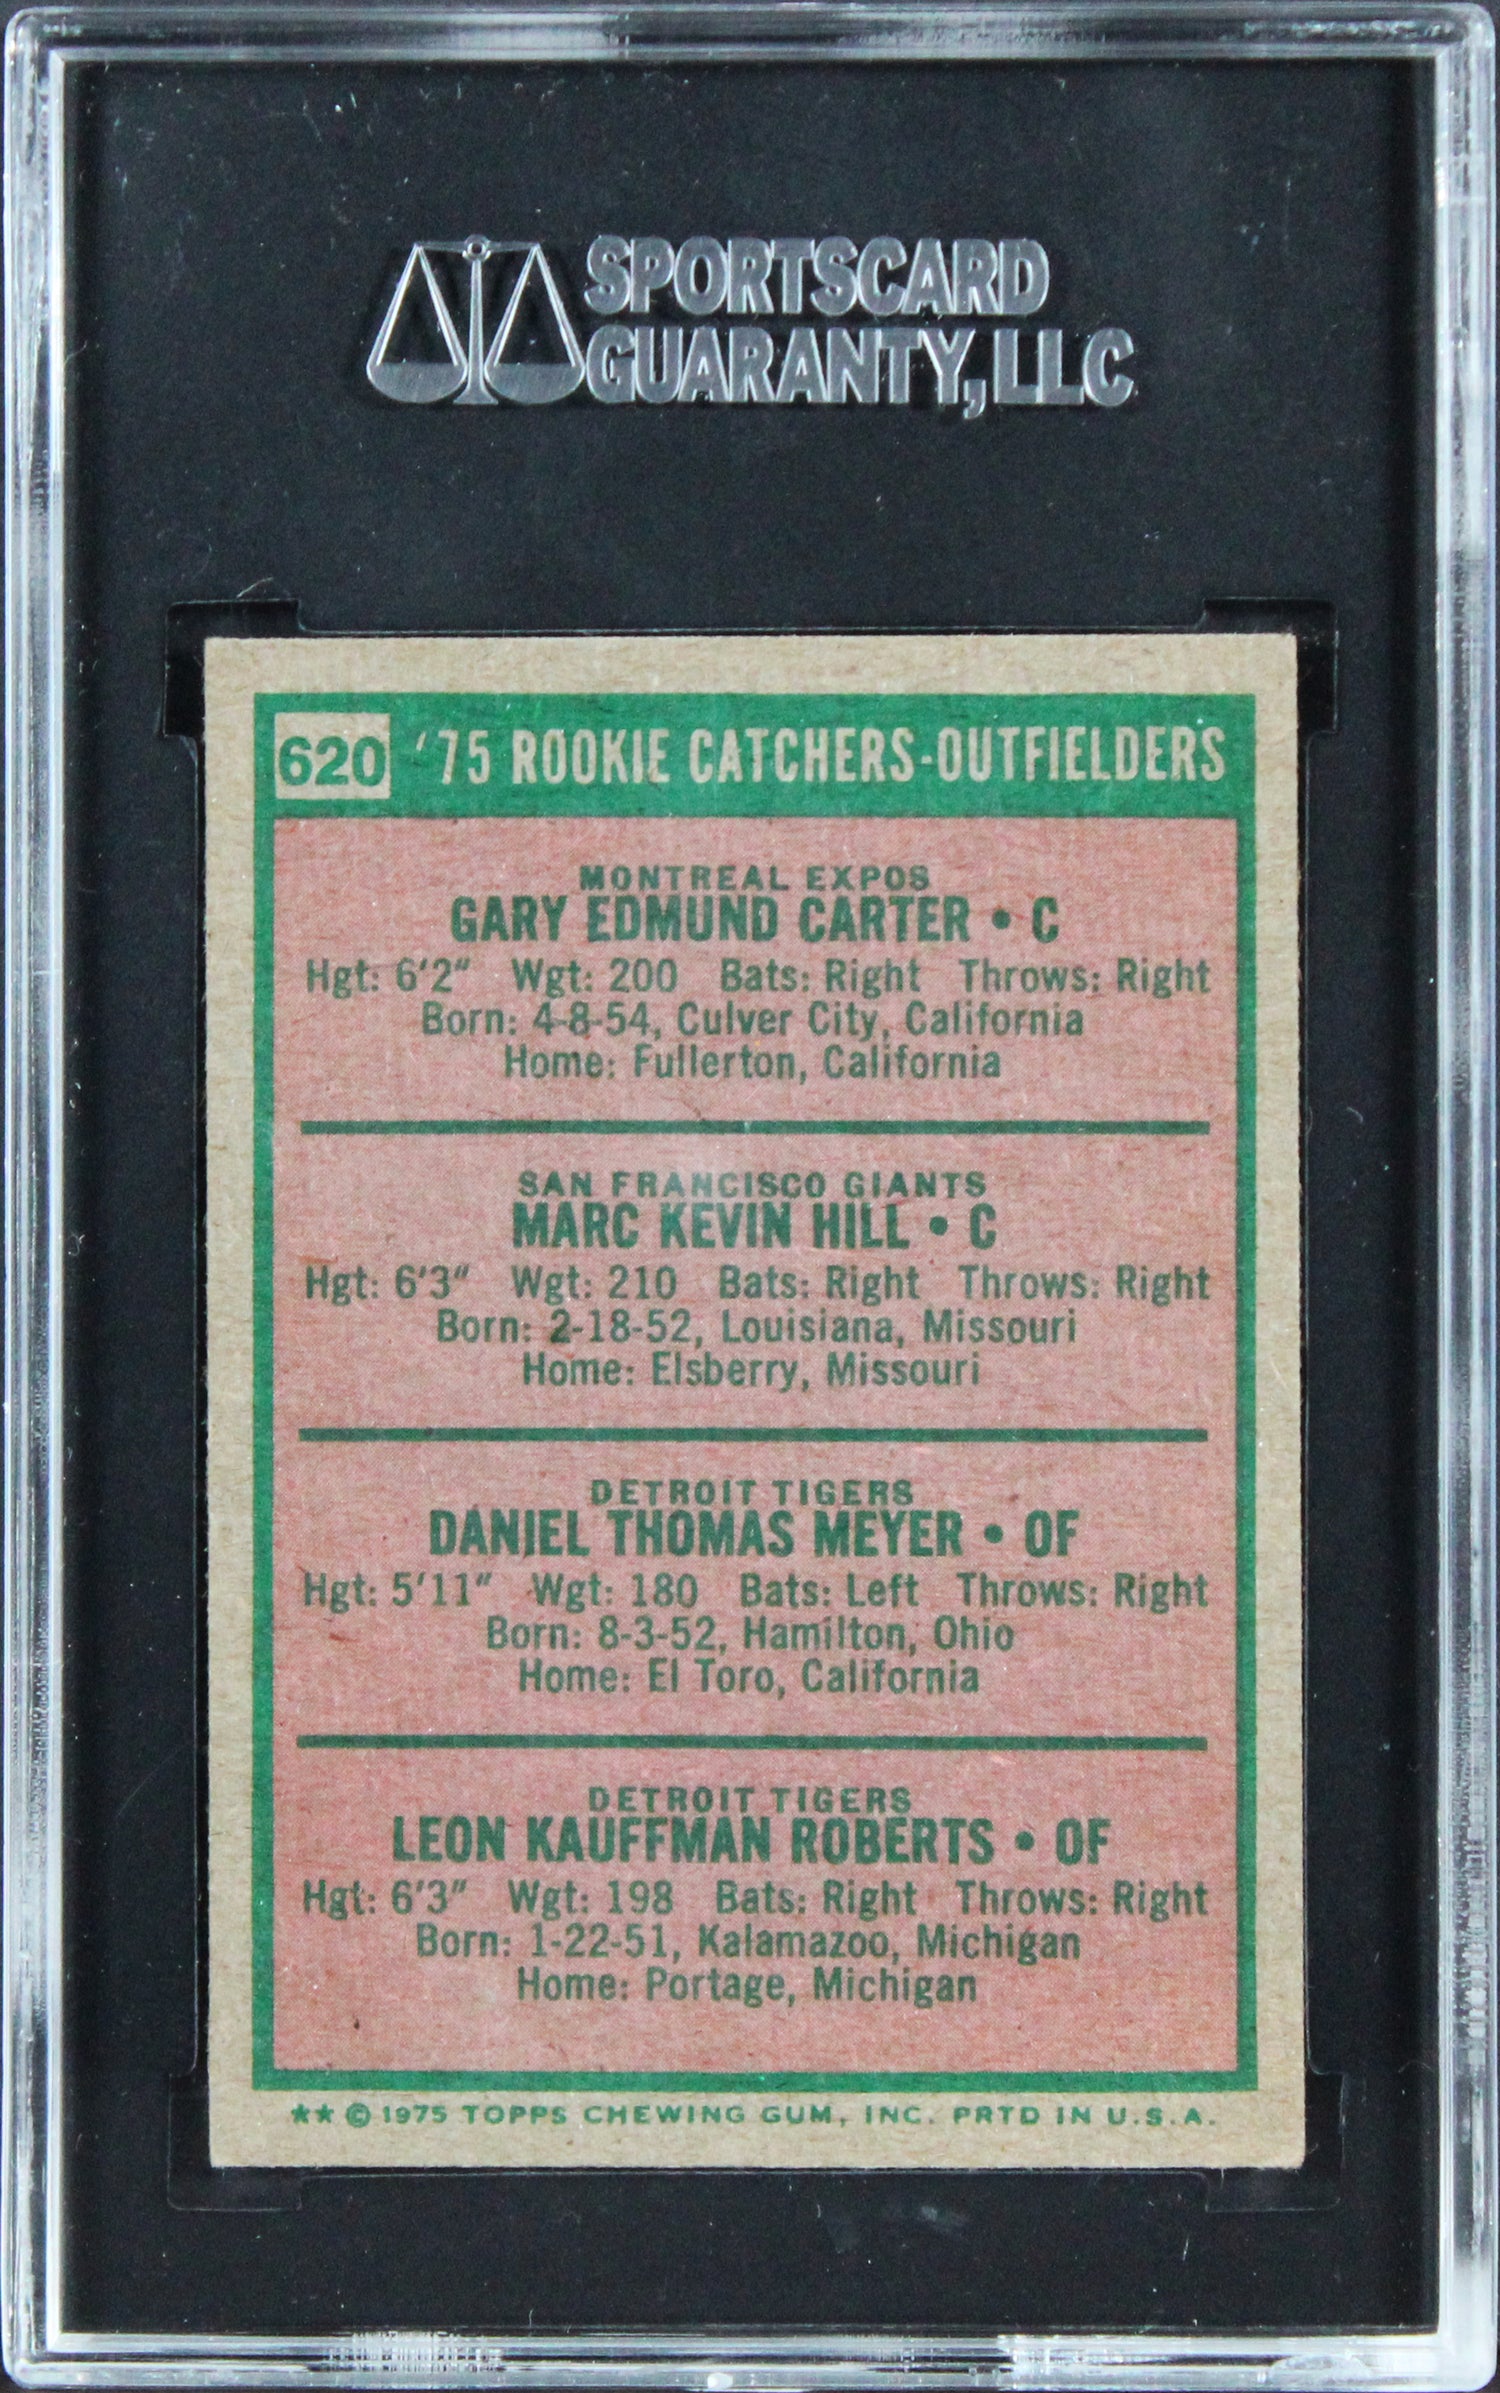 SPORTSCARD
GUARANTY, LLC
620 '75 ROOKIE CATCHERS-OUTFIELDERS
MONTREAL EXPOS
GARY EDMUND CARTER • C
Hgt: 6'2" Wgt: 200 Bats: Right Throws: Right
Born: 4-8-54, Culver City, California
Home: Fullerton, California
SAN FRANCISCO GIANTS
MARC KEVIN HILL • C
Hgt: 6'3" Wgt: 210 Bats: Right Throws: Right
Born: 2-18-52, Louisiana, Missouri
Home: Elsberry, Missouri
DETROIT TIGERS
DANIEL THOMAS MEYER • OF
Hgt: 5'11" Wgt: 180 Bats: Left Throws: Right
Born: 8-3-52, Hamilton, Ohio
Home: El Toro, California
DETROIT TIGERS
LEON KAUFFMAN ROBERTS • OF
Hgt: 6'3" Wgt: 198 Bats: Right Throws: Right
Born: 1-22-51, Kalamazoo, Michigan
Home: Portage, Michigan
** © 1975 TOPPS CHEWING GUM, INC. PRTD IN U.S.A.